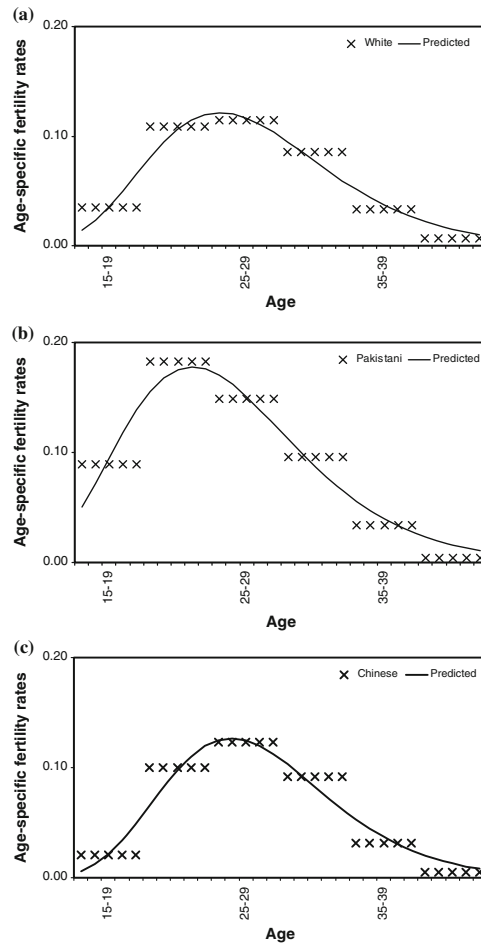 (a)
0.20
× White — Predicted
Age-specific fertility rates
0.10
0.00
15-19
25-29
35-39
Age
(b)
0.20
× Pakistani — Predicted
Age-specific fertility rates
0.10
0.00
15-19
25-29
35-39
Age
(c)
0.20
× Chinese — Predicted
Age-specific fertility rates
0.10
0.00
15-19
25-29
35-39
Age